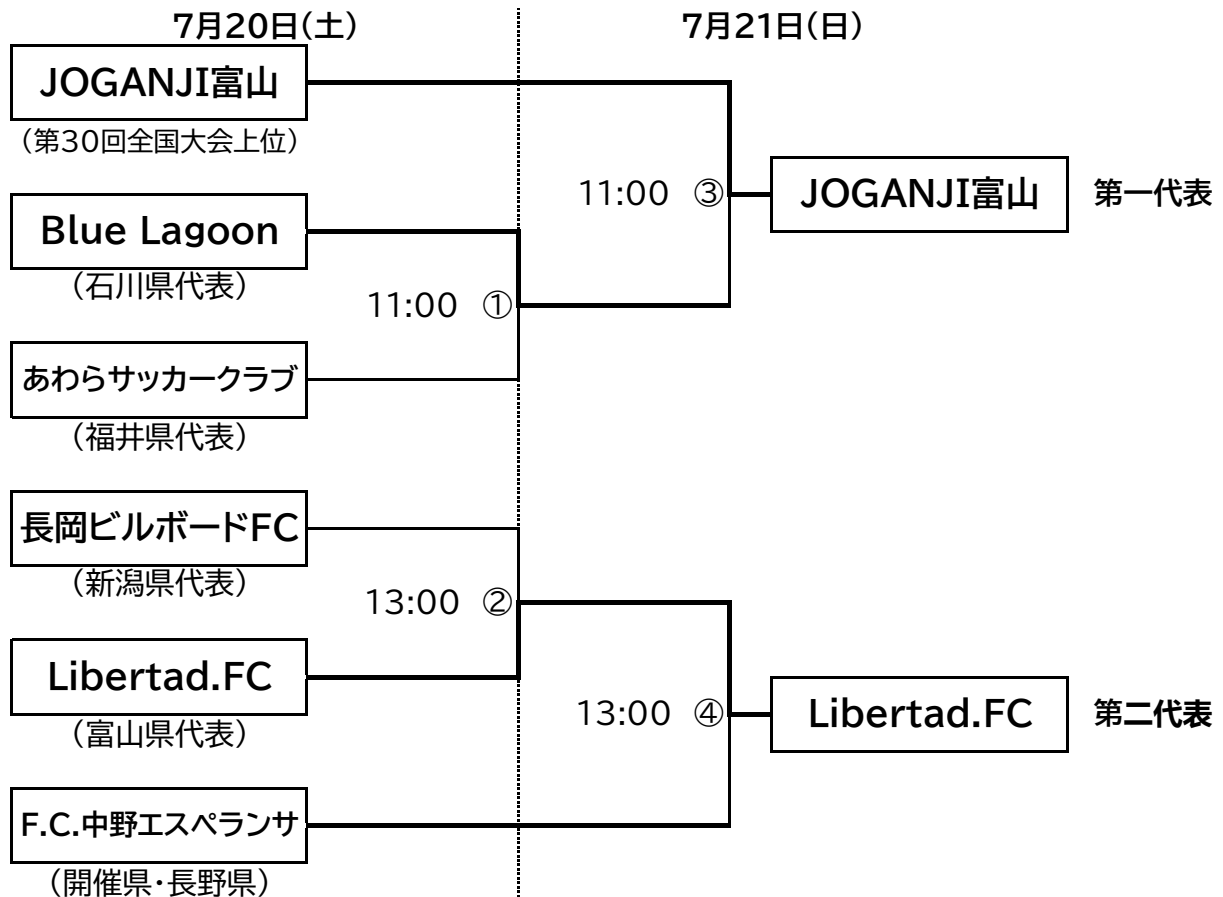 7月20日(土)
7月21日(日)
JOGANJI富山
(第30回全国大会上位)
11:00 ③
JOGANJI富山
第一代表
Blue Lagoon
(石川県代表)
11:00 ①
あわらサッカークラブ
(福井県代表)
長岡ビルボードFC
(新潟県代表)
13:00 ②
Libertad.FC
(富山県代表)
13:00 ④
Libertad.FC
第二代表
F.C.中野エスペランサ
(開催県・長野県)